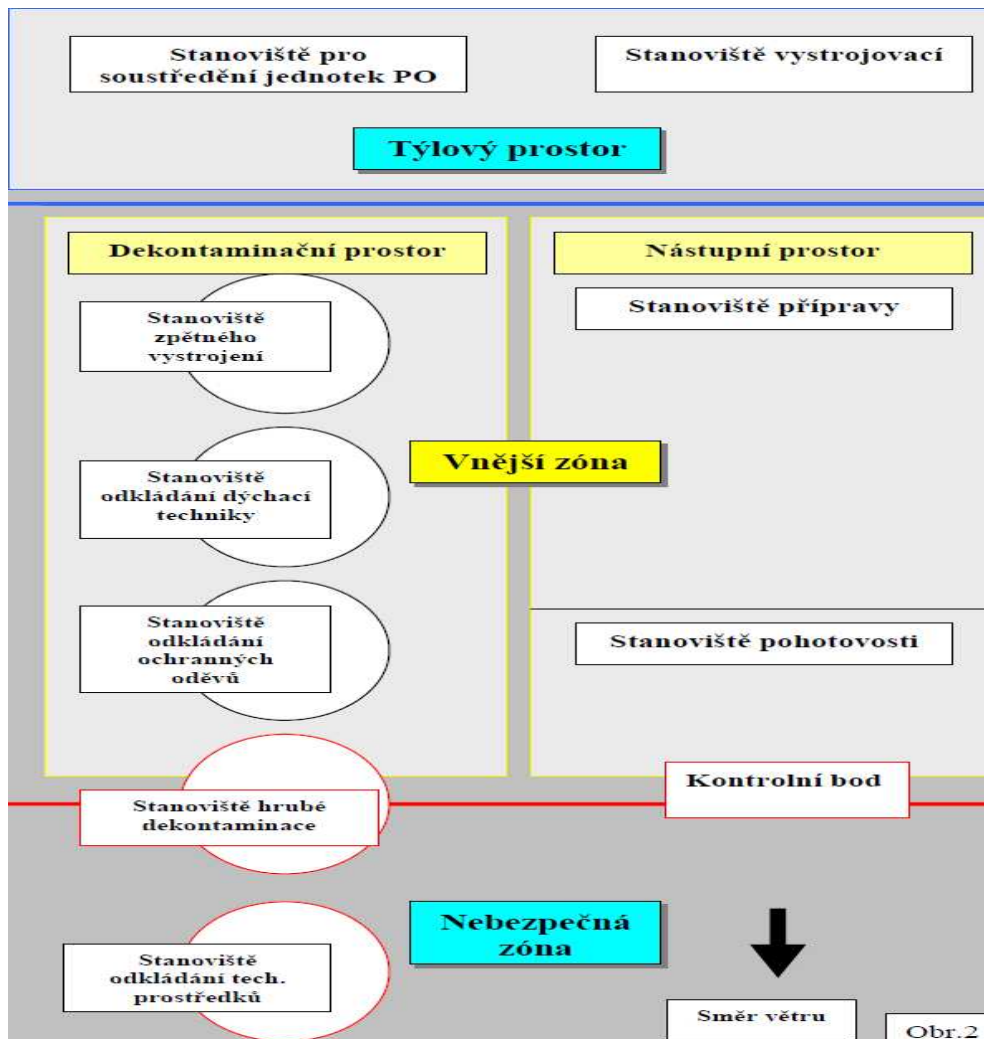 Stanoviště pro
soustředění jednotek PO
Stanoviště vystrojovací
Týlový prostor
Dekontaminační prostor
Stanoviště
zpětného
vystrojení
Stanoviště
odkládání dýchací
techniky
Stanoviště
odkládání
ochranných
oděvů
Nástupní prostor
Stanoviště přípravy
Vnější zóna
Stanoviště pohotovosti
Kontrolní bod
Stanoviště hrubé
dekontaminace
Nebezpečná
zóna
Stanoviště
odkládání tech.
prostředků
Směr větru
Obr.2